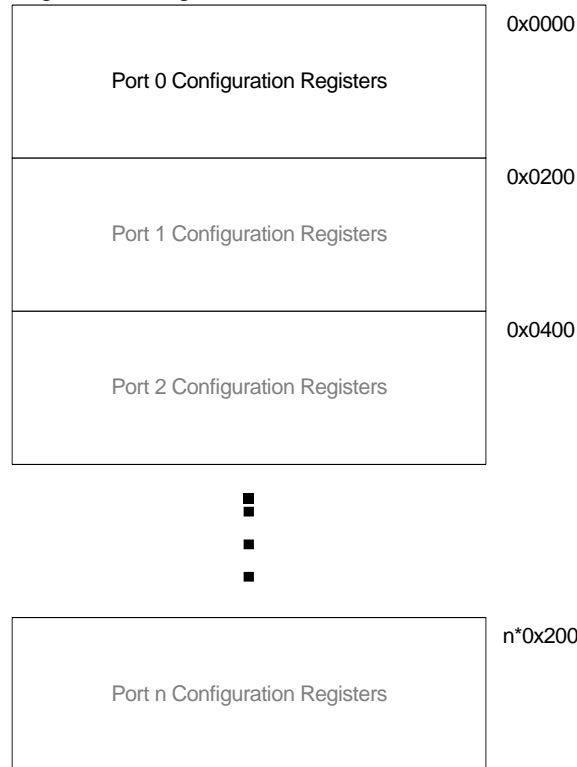 0x0000
Port 0 Configuration Registers
0x0200
Port 1 Configuration Registers
0x0400
Port 2 Configuration Registers
n*0x200
Port n Configuration Registers